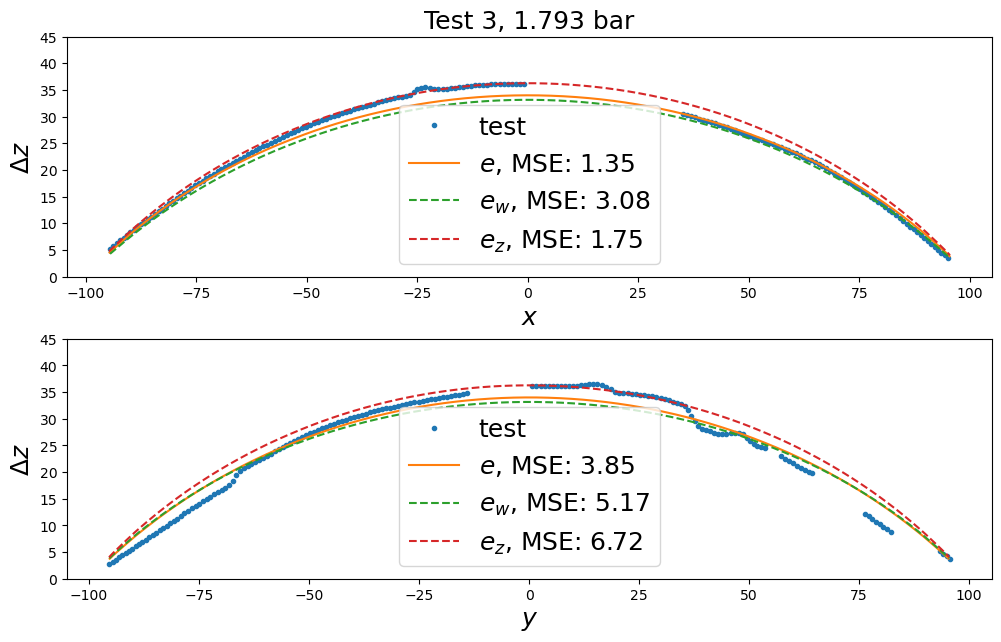 Test 3, 1.793 bar
45
40
35
30
25
20
15
10
5
0
Δz
test
e, MSE: 1.35
e_w, MSE: 3.08
e_z, MSE: 1.75
−100 −75 −50 −25 0 25 50 75 100
x
45
40
35
30
25
20
15
10
5
0
Δz
test
e, MSE: 3.85
e_w, MSE: 5.17
e_z, MSE: 6.72
−100 −75 −50 −25 0 25 50 75 100
y